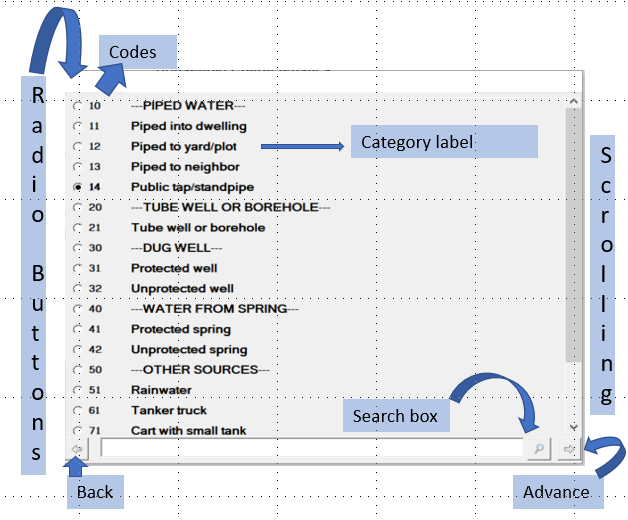 Codes
Radio Buttons
10 ---PIPED WATER---
11 Piped into dwelling
12 Piped to yard/plot
13 Piped to neighbor
14 Public tap/standpipe
20 ---TUBE WELL OR BOREHOLE---
21 Tube well or borehole
30 ---DUG WELL---
31 Protected well
32 Unprotected well
40 ---WATER FROM SPRING---
41 Protected spring
42 Unprotected spring
50 ---OTHER SOURCES---
51 Rainwater
61 Tanker truck
71 Cart with small tank
Category label
Scrolling
Search box
Back
Advance